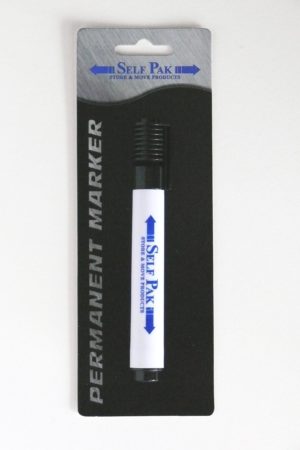 SELF PAK
STORE & MOVE PRODUCTS
PERMANENT MARKER
SELF PAK
STORE & MOVE PRODUCTS